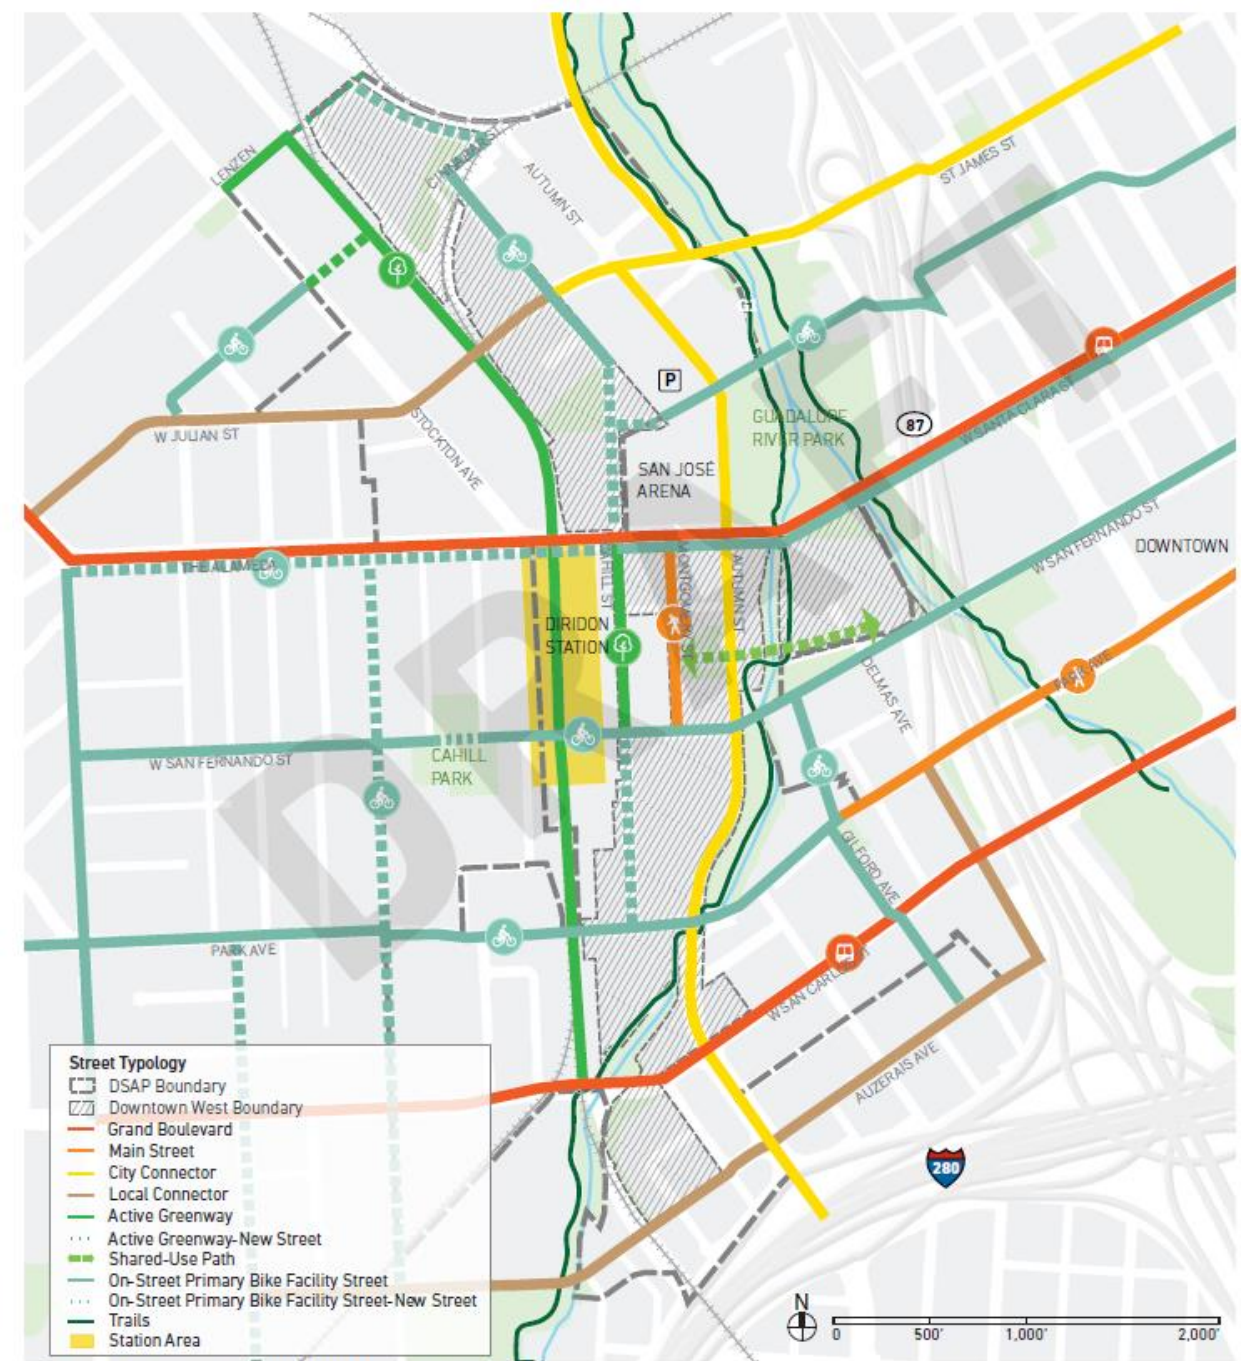 CINNABAR ST
LENZEN
AUTUMN ST
ST JAMES ST
P
GUADALUPE
RIVER PARK
87
W SANTA CLARA ST
W JULIAN ST
STOCKTON AVE
SAN JOSÉ
ARENA
W SAN FERNANDO ST
DOWNTOWN
THE ALAMEDA
CAHILL ST
MONTGOMERY ST
AUTUMN ST
DIRIDON
STATION
DELMAS AVE
PARK AVE
W SAN FERNANDO ST
CAHILL
PARK
GILFORD AVE
PARK AVE
W SAN CARLOS ST
AUZERAIS AVE
280
DRAFT
Street Typology
DSAP Boundary
Downtown West Boundary
Grand Boulevard
Main Street
City Connector
Local Connector
Active Greenway
Active Greenway-New Street
Shared-Use Path
On-Street Primary Bike Facility Street
On-Street Primary Bike Facility Street-New Street
Trails
Station Area
N
0 500' 1,000' 2,000'